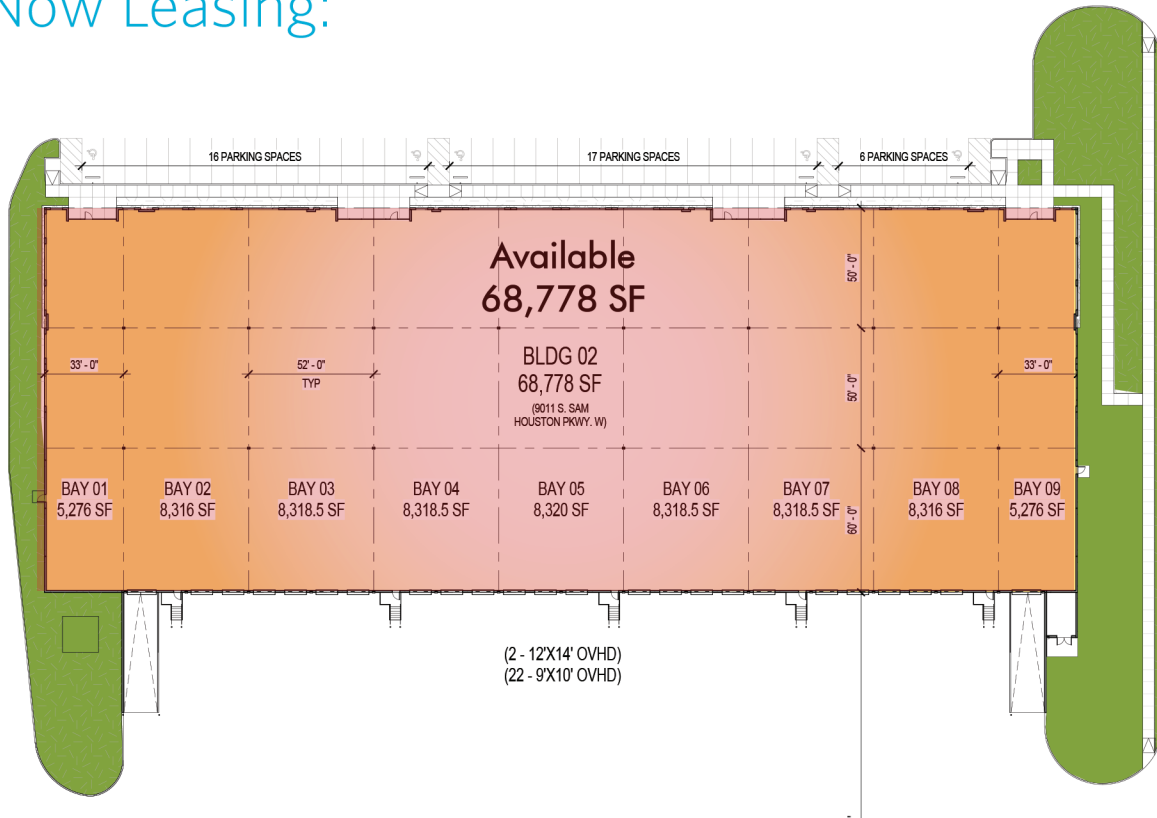 Now Leasing:
16 PARKING SPACES
17 PARKING SPACES
6 PARKING SPACES
Available
68,778 SF
50' - 0"
BLDG 02
68,778 SF
(9011 S. SAM
HOUSTON PKWY. W)
33' - 0"
52' - 0"
TYP
50' - 0"
33' - 0"
BAY 01
5,276 SF
BAY 02
8,316 SF
BAY 03
8,318.5 SF
BAY 04
8,318.5 SF
BAY 05
8,320 SF
BAY 06
8,318.5 SF
BAY 07
8,318.5 SF
60' - 0"
BAY 08
8,316 SF
BAY 09
5,276 SF
(2 - 12'X14' OVHD)
(22 - 9'X10' OVHD)